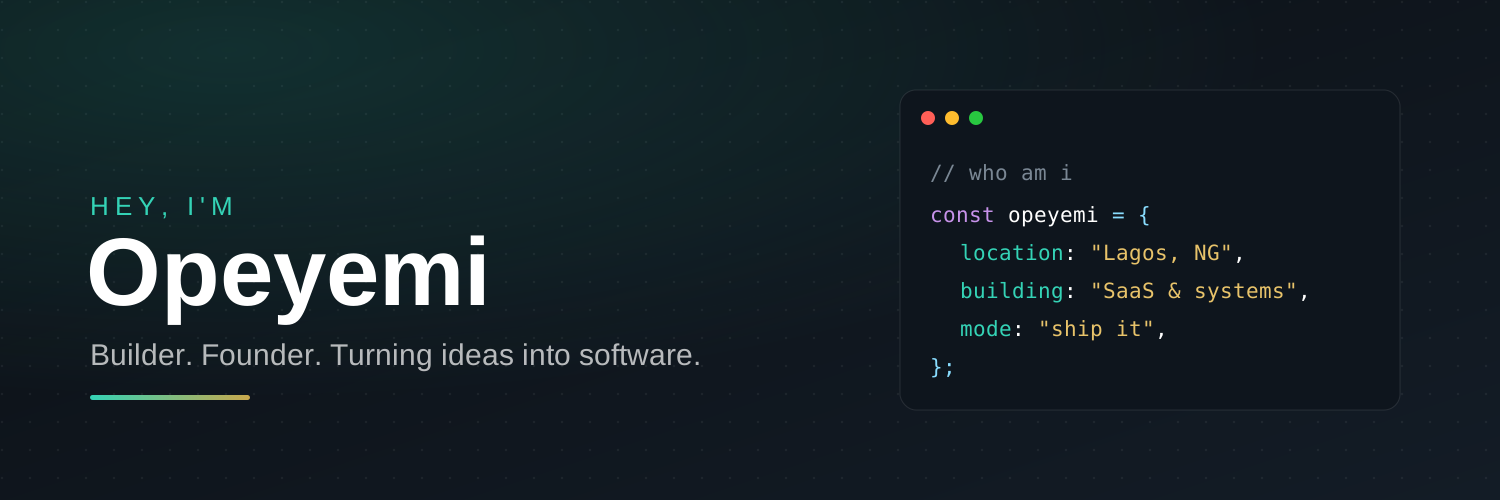 HEY, I'M
Opeyemi
Builder. Founder. Turning ideas into software.
// who am i
const opeyemi = {
location: "Lagos, NG",
building: "SaaS & systems",
mode: "ship it",
};